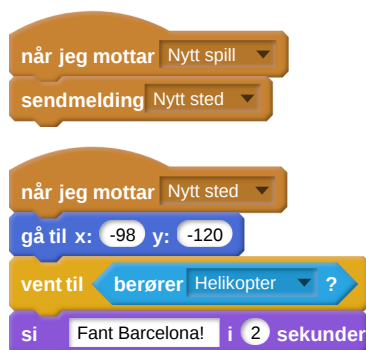 når jeg mottar Nytt spill
sendmelding Nytt sted
når jeg mottar Nytt sted
gå til x: -98 y: -120
vent til berører Helikopter ?
si Fant Barcelona! i 2 sekunder